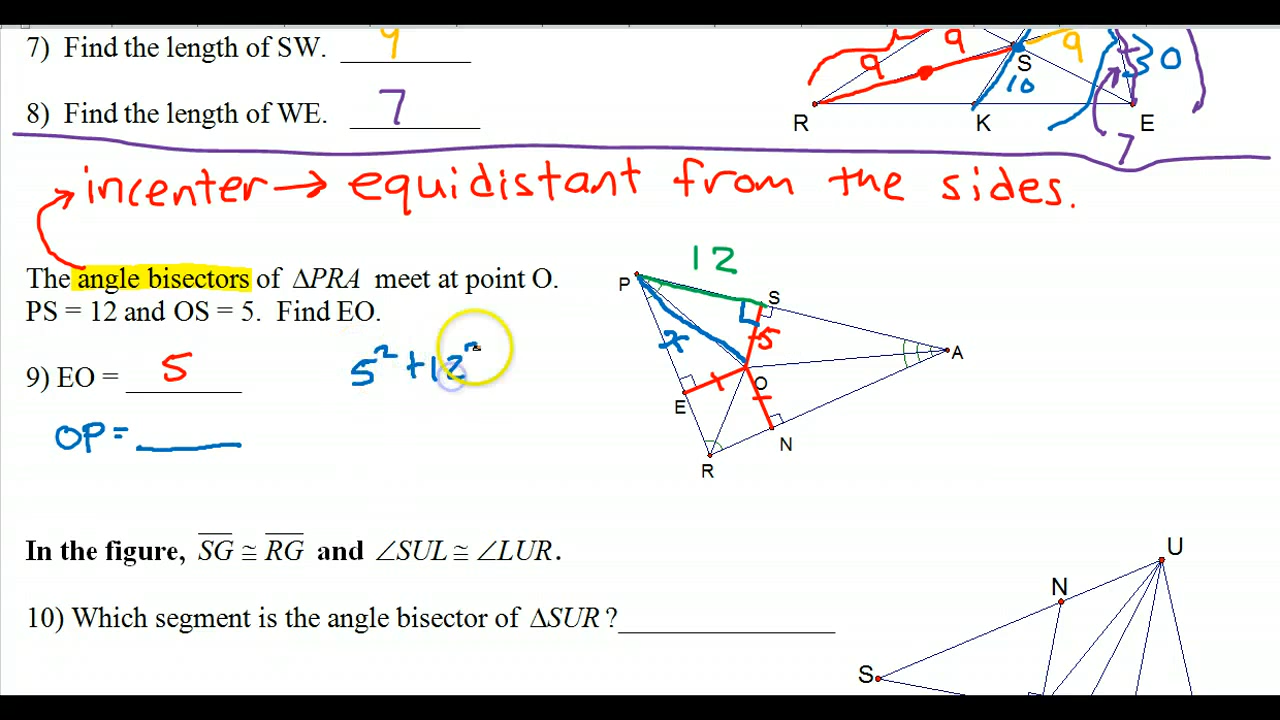 7) Find the length of SW. 9
8) Find the length of WE. 7
9 9 9 S 10 30
R K E 7
incenter → equidistant from the sides.
The angle bisectors of ΔPRA meet at point O.
PS = 12 and OS = 5. Find EO.
9) EO = 5
5² + 12²
OP =
12
P S
x 5 A
O
E
N
R
In the figure, S̅G̅ ≅ R̅G̅ and ∠SUL ≅ ∠LUR.
10) Which segment is the angle bisector of ΔSUR ?
U
N
S